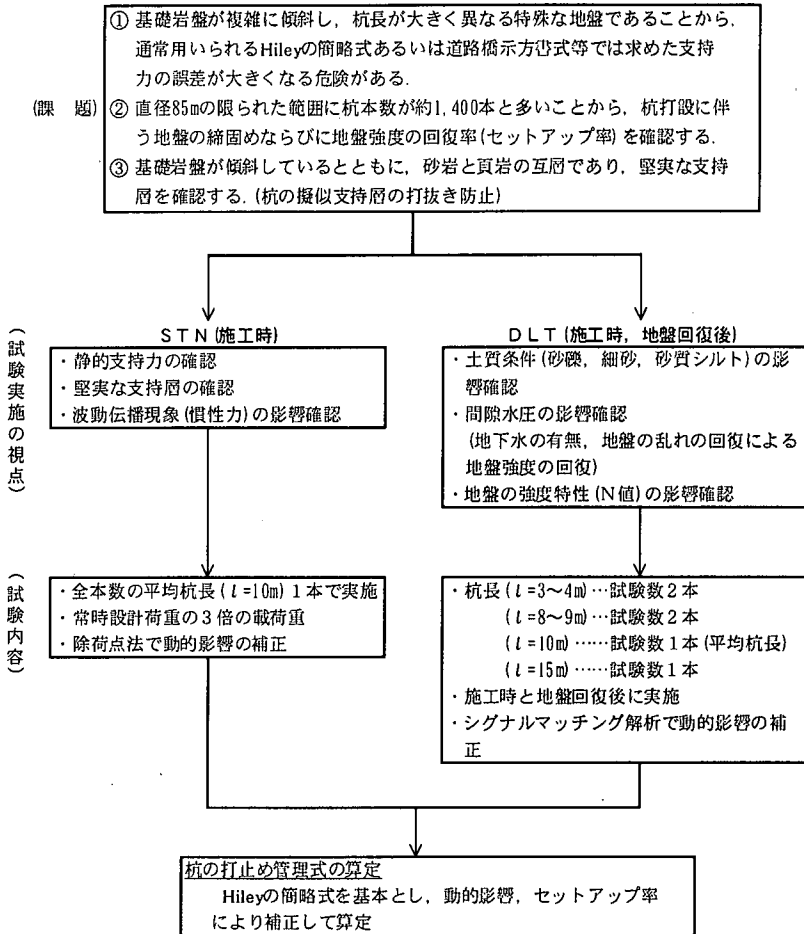 ① 基礎岩盤が複雑に傾斜し，杭長が大きく異なる特殊な地盤であることから，
通常用いられるHileyの簡略式あるいは道路橋示方書式等では求めた支持
力の誤差が大きくなる危険がある．
(課　題)
② 直径85mの限られた範囲に杭本数が約1,400本と多いことから，杭打設に伴
う地盤の締固めならびに地盤強度の回復率(セットアップ率)を確認する．
③ 基礎岩盤が傾斜しているとともに，砂岩と頁岩の互層であり，堅実な支持
層を確認する．(杭の擬似支持層の打抜き防止)
(試験実施の視点)
ＳＴＮ(施工時)
・静的支持力の確認
・堅実な支持層の確認
・波動伝播現象(慣性力)の影響確認
ＤＬＴ(施工時，地盤回復後)
・土質条件(砂礫，細砂，砂質シルト)の影
響確認
・間隙水圧の影響確認
(地下水の有無，地盤の乱れの回復による
地盤強度の回復)
・地盤の強度特性(N値)の影響確認
(試験内容)
・全本数の平均杭長(ℓ=10m)１本で実施
・常時設計荷重の３倍の載荷重
・除荷点法で動的影響の補正
・杭長(ℓ=3～4m)…試験数２本
(ℓ=8～9m)…試験数２本
(ℓ=10m)……試験数１本(平均杭長)
(ℓ=15m)……試験数１本
・施工時と地盤回復後に実施
・シグナルマッチング解析で動的影響の補
正
杭の打止め管理式の算定
Hileyの簡略式を基本とし，動的影響，セットアップ率
により補正して算定